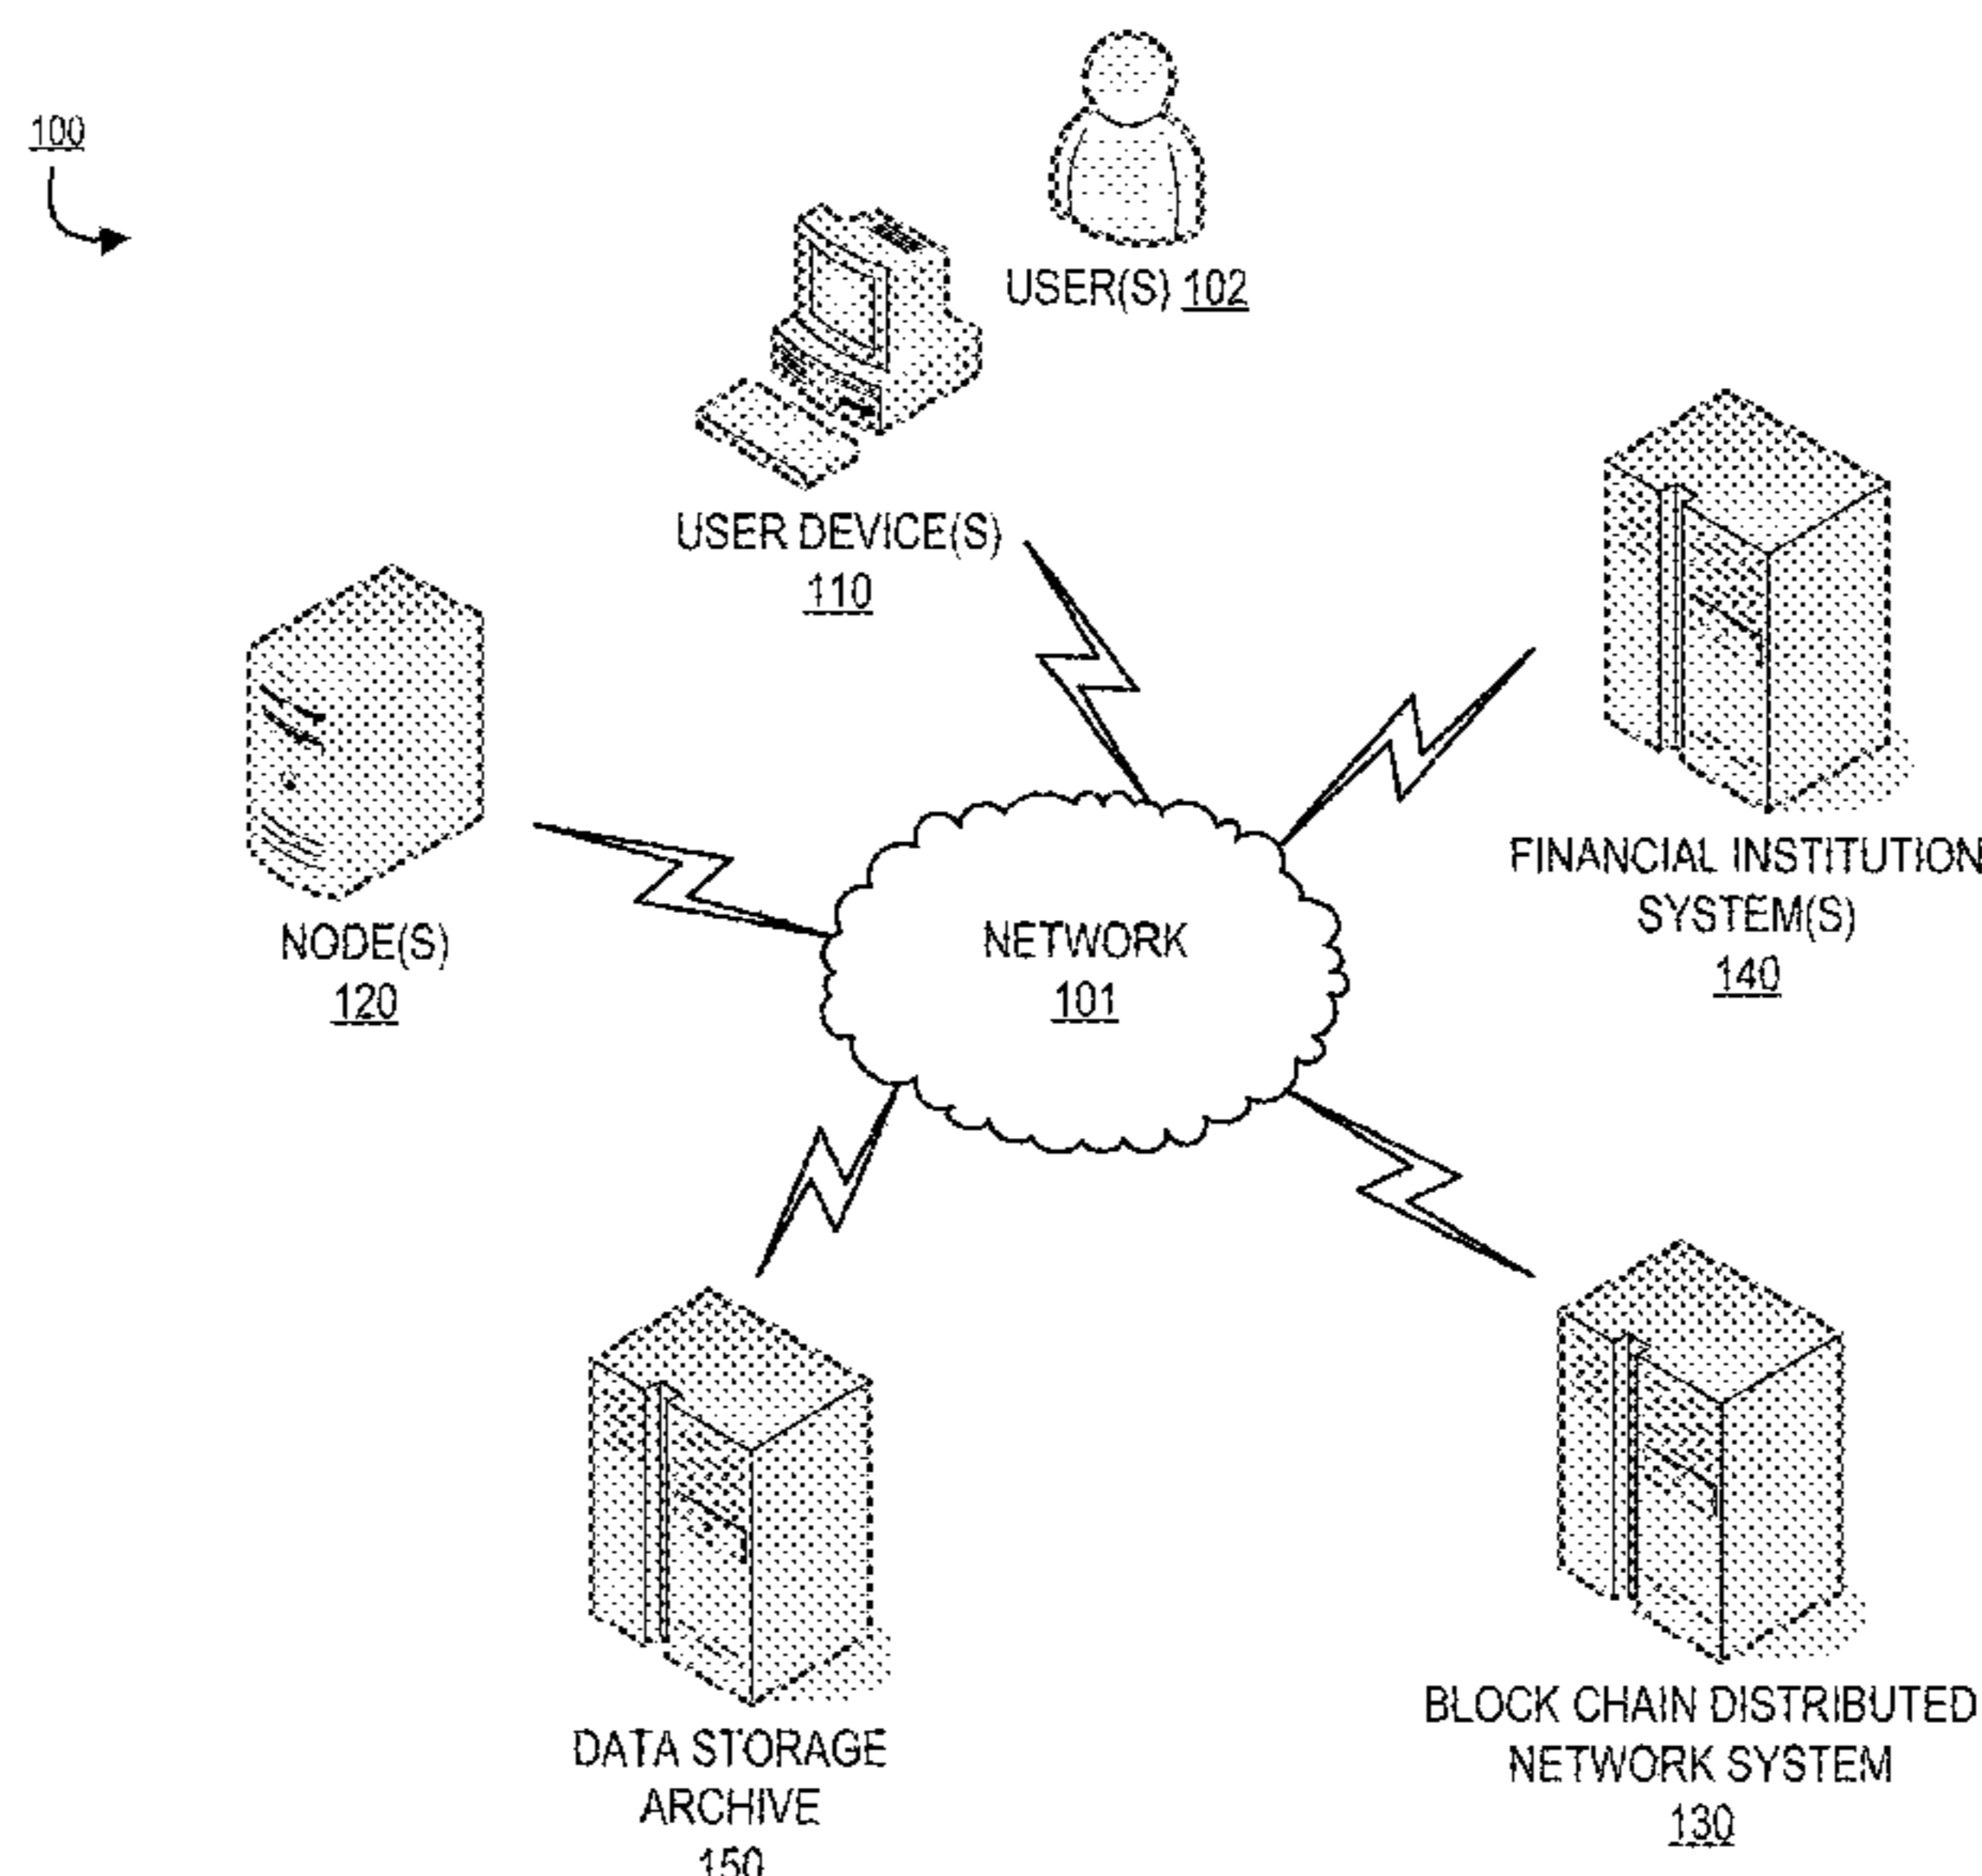 100
USER(S) 102
USER DEVICE(S)
110
NODE(S)
120
FINANCIAL INSTITUTION
SYSTEM(S)
140
NETWORK
101
DATA STORAGE
ARCHIVE
150
BLOCK CHAIN DISTRIBUTED
NETWORK SYSTEM
130